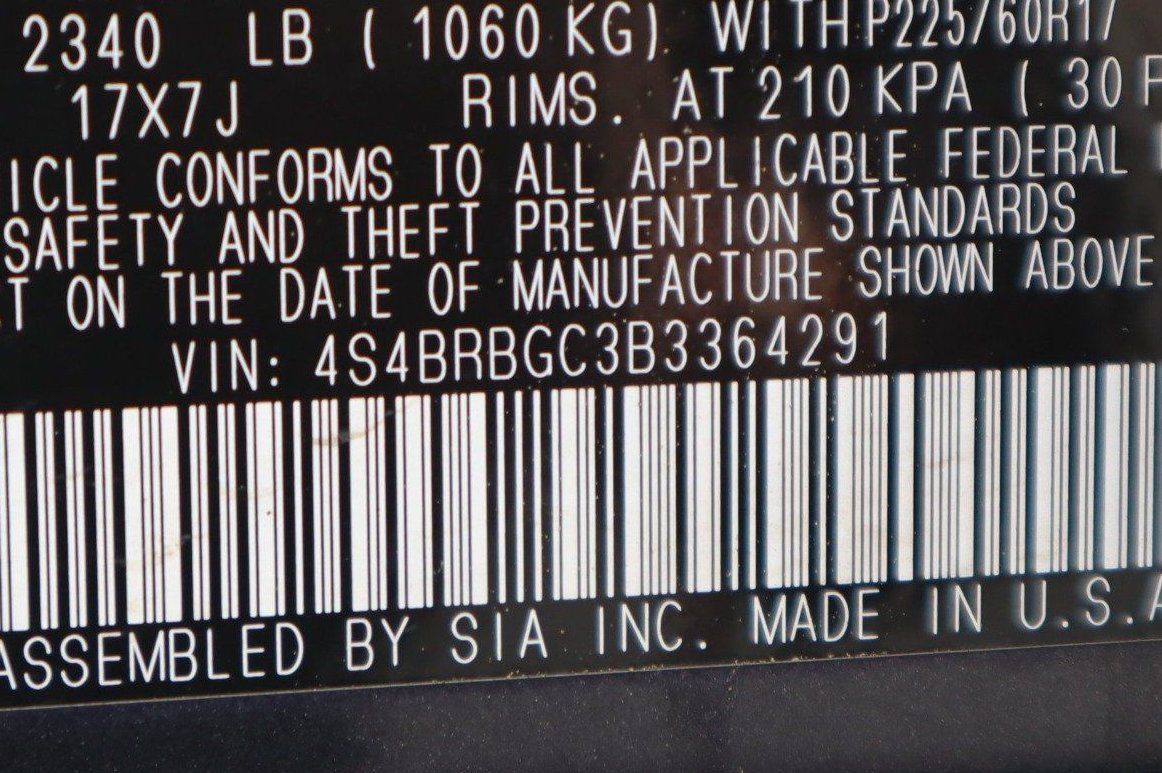 2340 LB ( 1060 KG). WITH P225/60R17
17X7J RIMS. AT 210 KPA ( 30 P
ICLE CONFORMS TO ALL APPLICABLE FEDERAL
SAFETY AND THEFT PREVENTION STANDARDS
T ON THE DATE OF MANUFACTURE SHOWN ABOVE
VIN: 4S4BRBGC3B3364291
ASSEMBLED BY SIA INC. MADE IN U.S.A